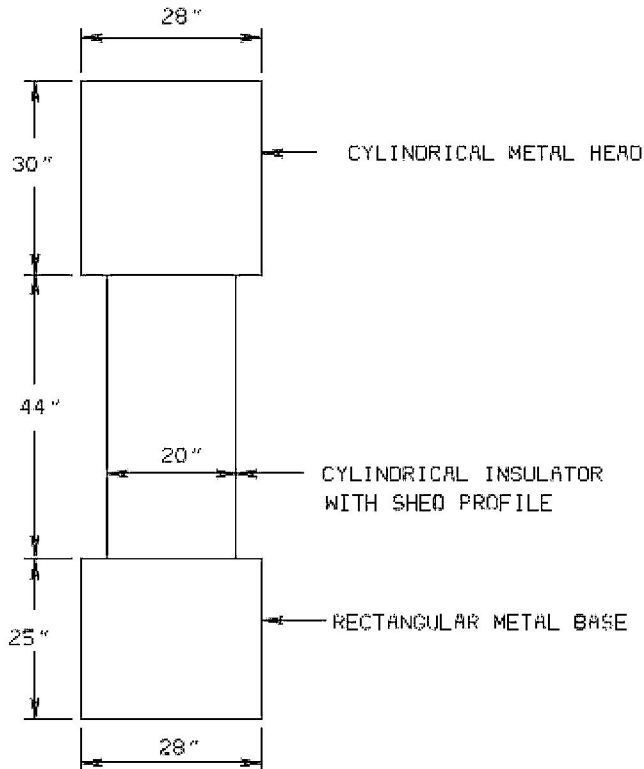 28"
30"
CYLINDRICAL METAL HEAD
44"
20"
CYLINDRICAL INSULATOR
WITH SHED PROFILE
25"
RECTANGULAR METAL BASE
28"